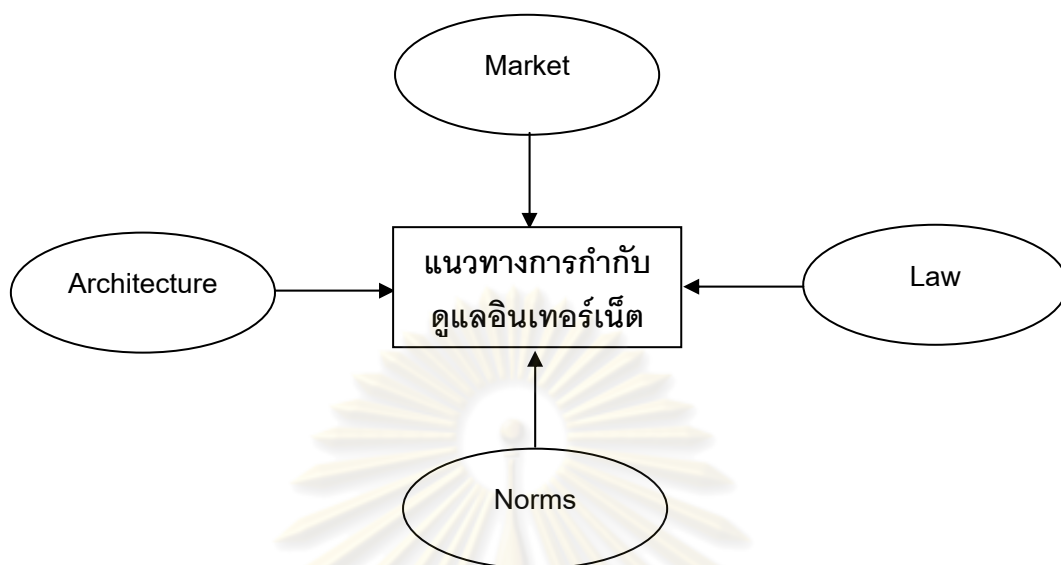 Market
Architecture
แนวทางการกำกับ
ดูแลอินเทอร์เน็ต
Law
Norms